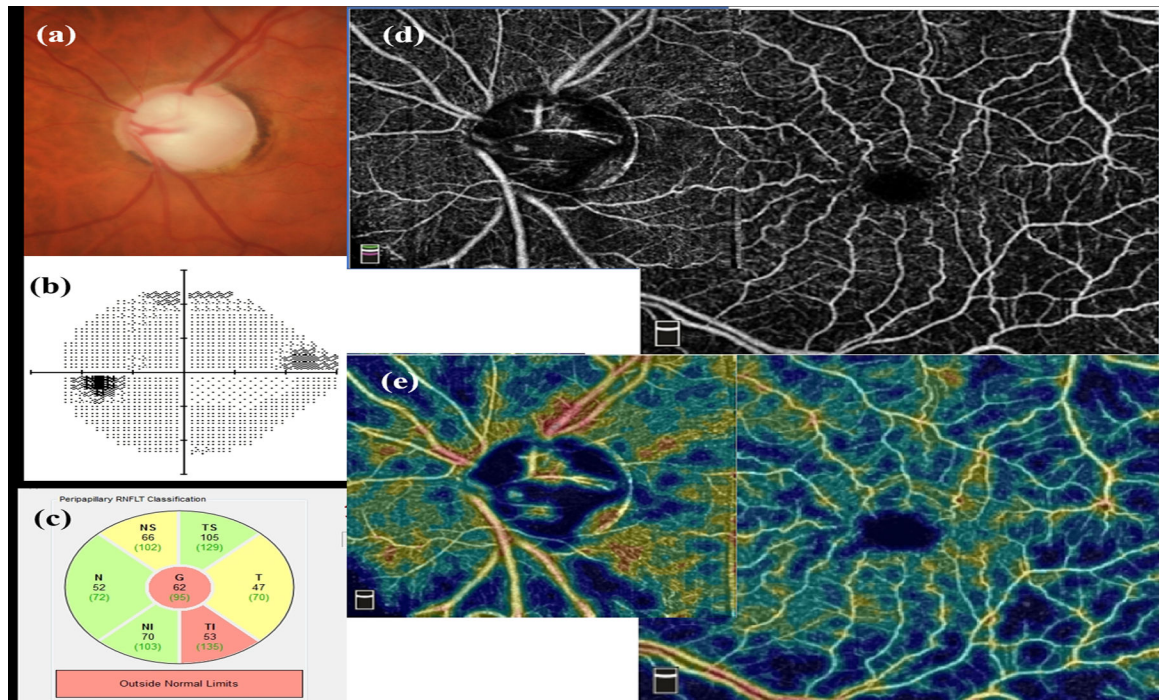 (a)
(d)
(b)
(e)
(c)
Peripapillary RNFLT Classification
NS
66
(102)
TS
105
(129)
N
52
(72)
G
62
(95)
T
47
(70)
NI
70
(103)
TI
53
(135)
Outside Normal Limits